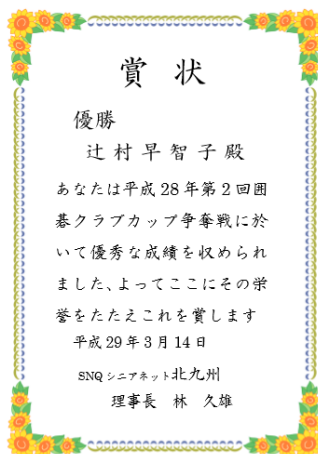 賞 状
優勝
辻村早智子殿
あなたは平成28年第2回囲
碁クラブカップ争奪戦に於
いて優秀な成績を収められ
ました、よってここにその栄
誉をたたえこれを賞します
平成29年3月14日
SNQシニアネット北九州
理事長 林 久雄